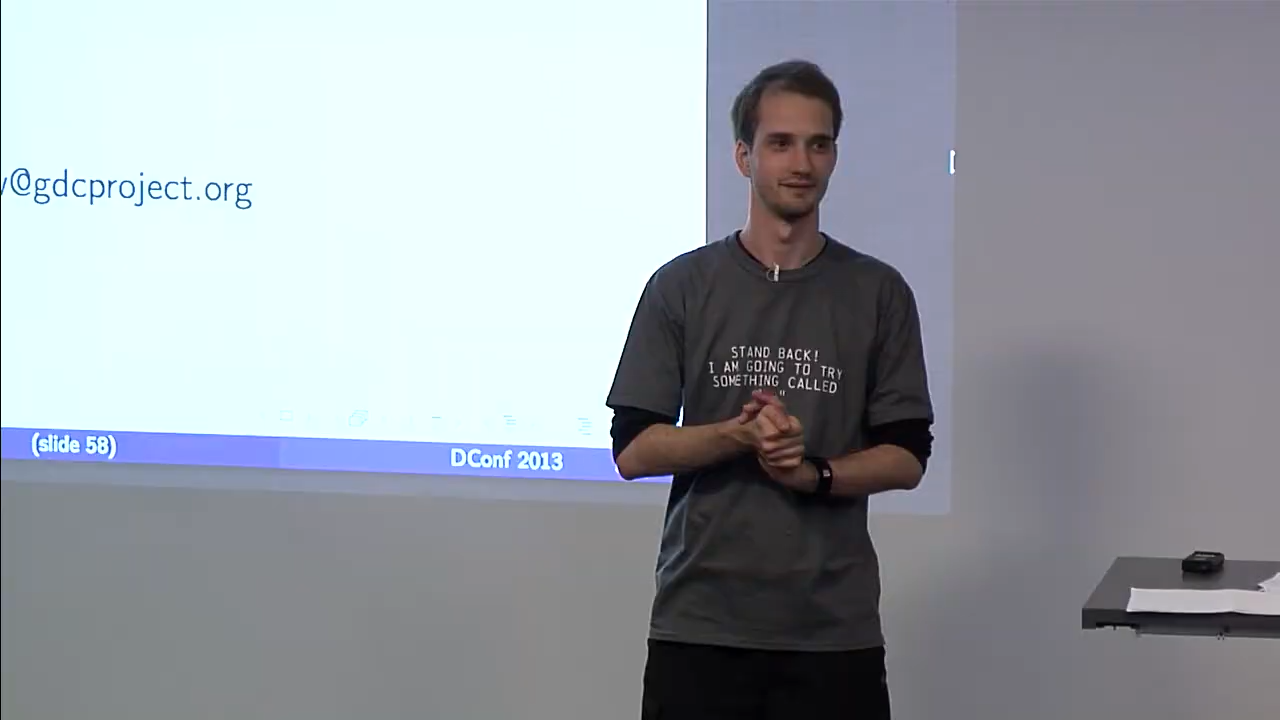 @gdcproject.org
(slide 58)
DConf 2013
STAND BACK!
I AM GOING TO TRY
SOMETHING CALLED